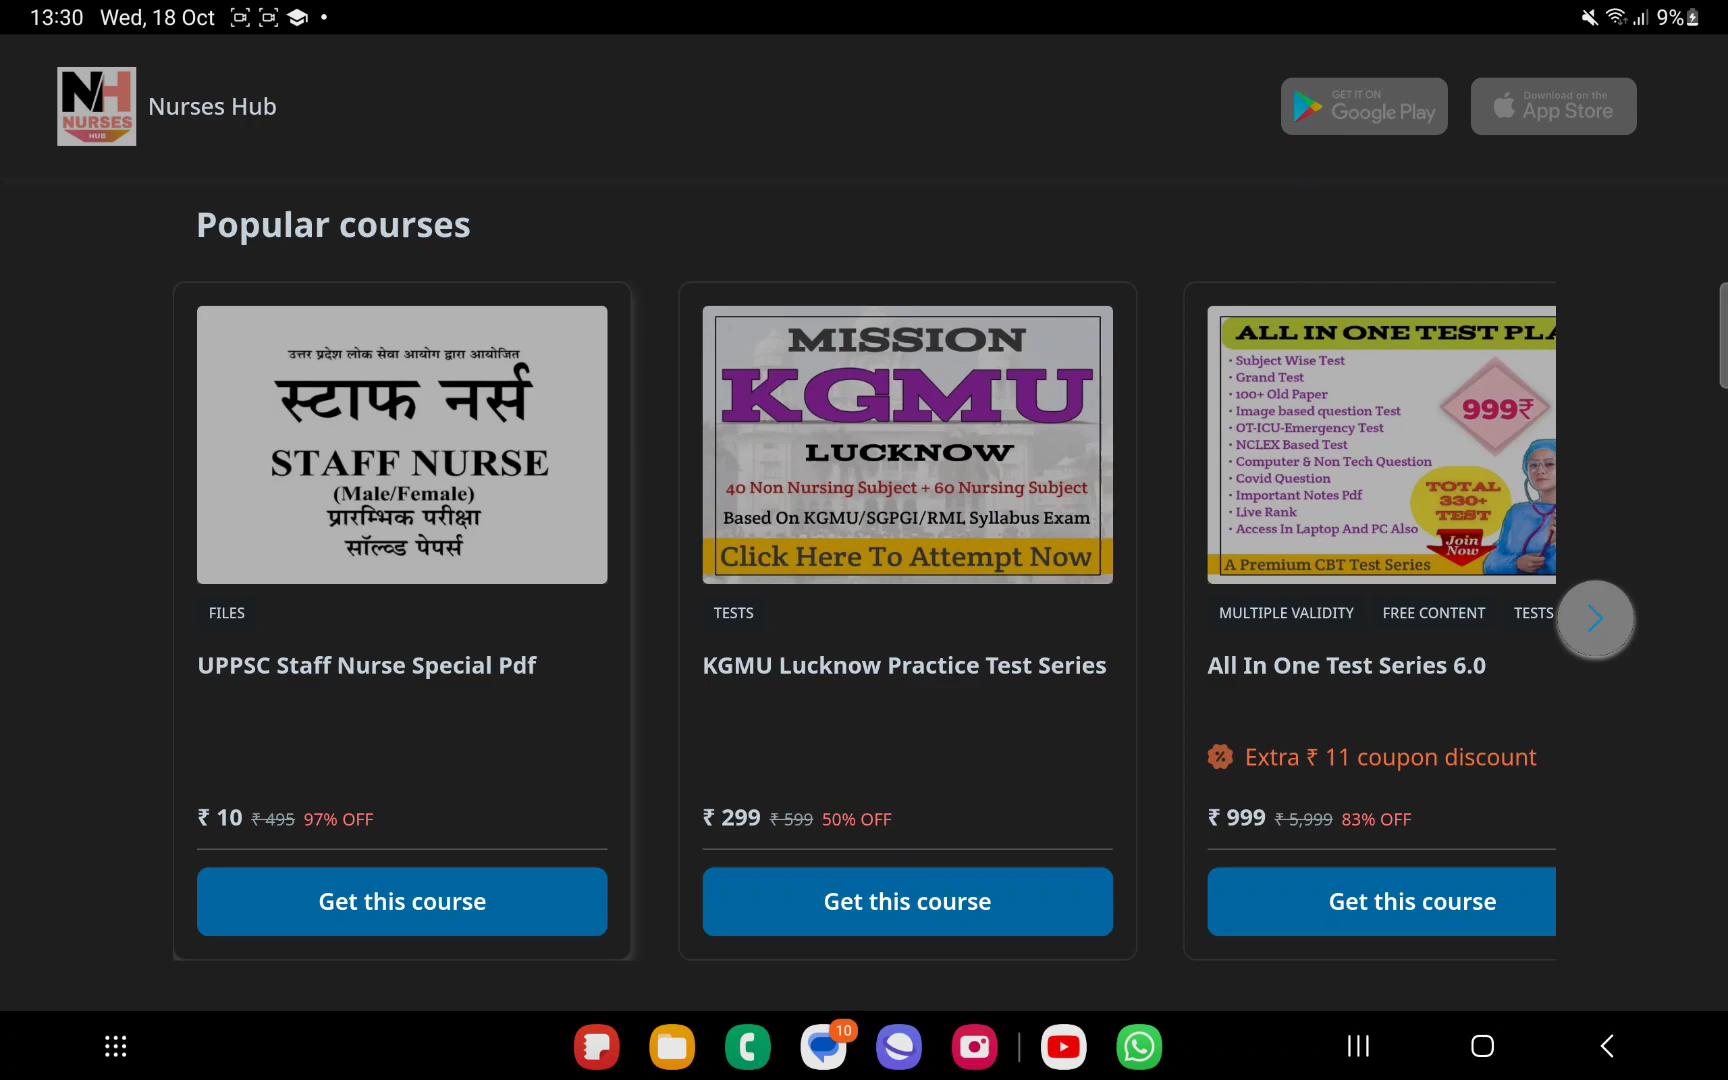 13:30 Wed, 18 Oct
9%
NH
NURSES
HUB
Nurses Hub
GET IT ON
Google Play
Download on the
App Store
Popular courses
उत्तर प्रदेश लोक सेवा आयोग द्वारा आयोजित
स्टाफ नर्स
STAFF NURSE
(Male/Female)
प्रारम्भिक परीक्षा
सॉल्व्ड पेपर्स
FILES
UPPSC Staff Nurse Special Pdf
₹ 10 ₹ 495 97% OFF
Get this course
MISSION
KGMU
LUCKNOW
40 Non Nursing Subject + 60 Nursing Subject
Based On KGMU/SGPGI/RML Syllabus Exam
Click Here To Attempt Now
TESTS
KGMU Lucknow Practice Test Series
₹ 299 ₹ 599 50% OFF
Get this course
ALL IN ONE TEST PLA
· Subject Wise Test
· Grand Test
· 100+ Old Paper
· Image based question Test
· OT-ICU-Emergency Test
· NCLEX Based Test
· Computer & Non Tech Question
· Covid Question
· Important Notes Pdf
· Live Rank
· Access In Laptop And PC Also
999₹
TOTAL
330+
TEST
Join
Now
A Premium CBT Test Series
MULTIPLE VALIDITY FREE CONTENT TESTS
All In One Test Series 6.0
Extra ₹ 11 coupon discount
₹ 999 ₹ 5,999 83% OFF
Get this course
10